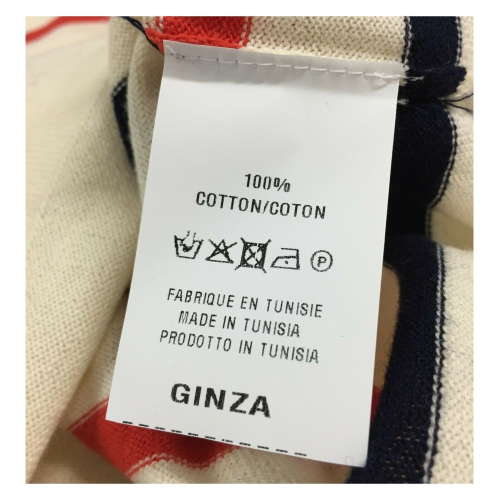 100%
COTTON/COTON
P
FABRIQUE EN TUNISIE
MADE IN TUNISIA
PRODOTTO IN TUNISIA
GINZA